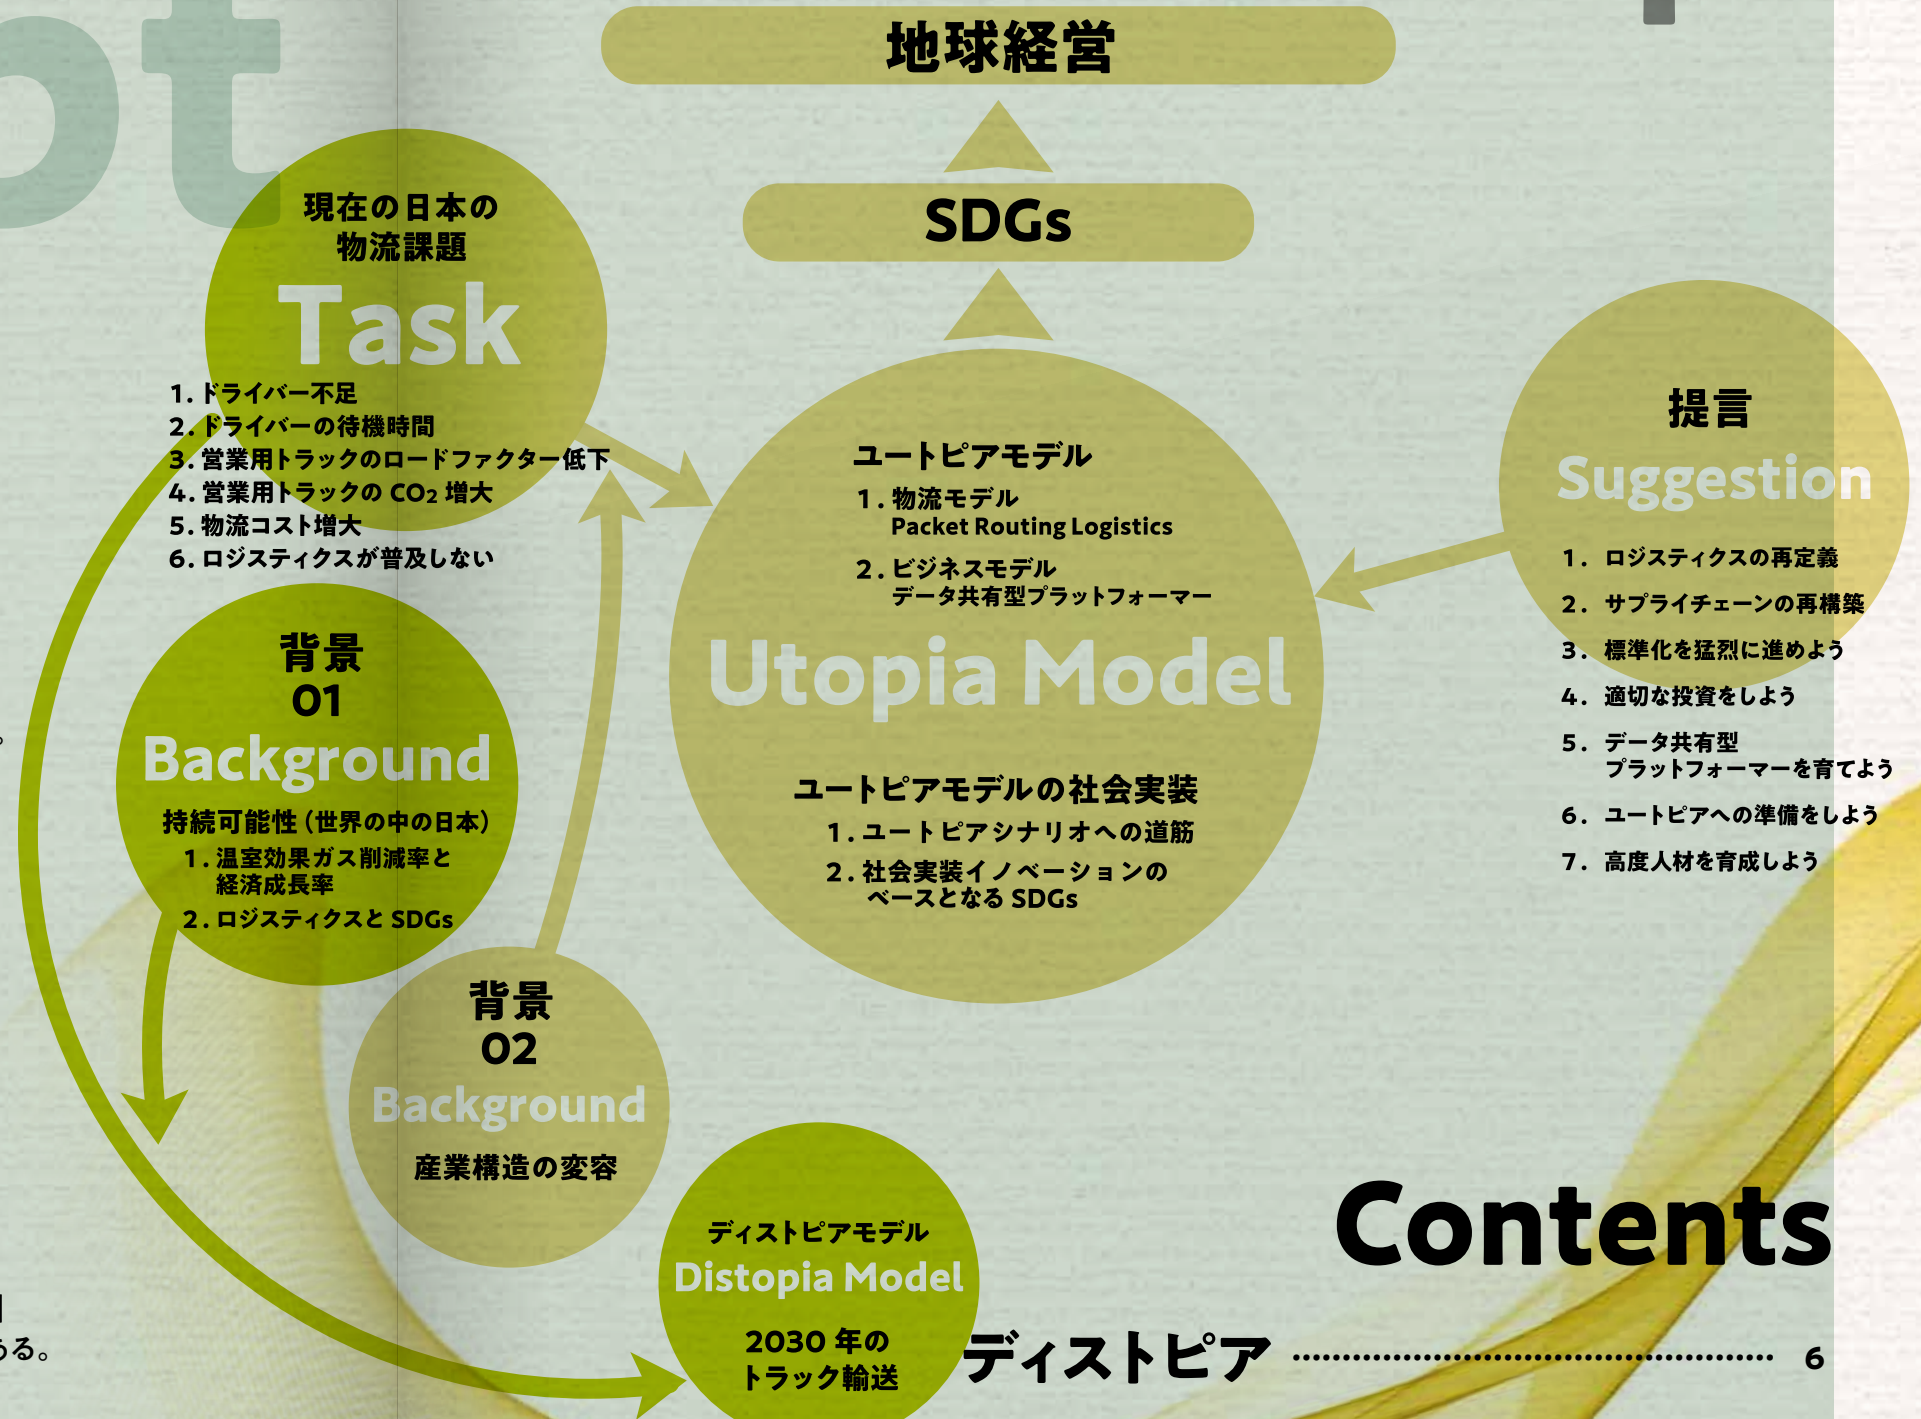 pt
地球経営
SDGs
現在の日本の
物流課題
Task
1. ドライバー不足
2. ドライバーの待機時間
3. 営業用トラックのロードファクター低下
4. 営業用トラックの CO₂ 増大
5. 物流コスト増大
6. ロジスティクスが普及しない
背景
01
Background
持続可能性（世界の中の日本）
1. 温室効果ガス削減率と
経済成長率
2. ロジスティクスと SDGs
背景
02
Background
産業構造の変容
ユートピアモデル
1. 物流モデル
Packet Routing Logistics
2. ビジネスモデル
データ共有型プラットフォーマー
Utopia Model
ユートピアモデルの社会実装
1. ユートピアシナリオへの道筋
2. 社会実装イノベーションの
ベースとなる SDGs
提言
Suggestion
1. ロジスティクスの再定義
2. サプライチェーンの再構築
3. 標準化を猛烈に進めよう
4. 適切な投資をしよう
5. データ共有型
プラットフォーマーを育てよう
6. ユートピアへの準備をしよう
7. 高度人材を育成しよう
ディストピアモデル
Distopia Model
2030 年の
トラック輸送
る。
Contents
ディストピア 6